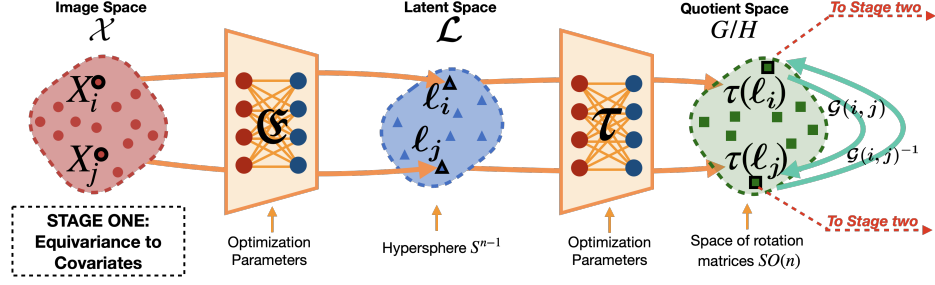 Image Space
𝒳
Latent Space
ℒ
Quotient Space
G/H
To Stage two
X_i
X_j
𝕰
ℓ_i
ℓ_j
𝒯
τ(ℓ_i)
τ(ℓ_j)
𝒢(i, j)
𝒢(i, j)^{-1}
To Stage two
STAGE ONE:
Equivariance to
Covariates
Optimization
Parameters
Hypersphere S^{n-1}
Optimization
Parameters
Space of rotation
matrices SO(n)